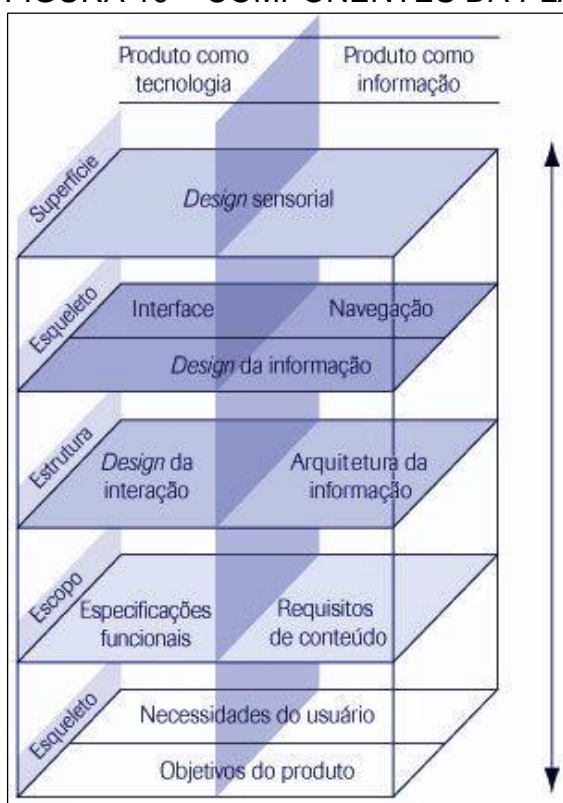 Produto como
tecnologia
Produto como
informação
Superfície
Design sensorial
Esqueleto
Interface
Navegação
Design da informação
Estrutura
Design da
interação
Arquitetura da
informação
Escopo
Especificações
funcionais
Requisitos
de conteúdo
Esqueleto
Necessidades do usuário
Objetivos do produto